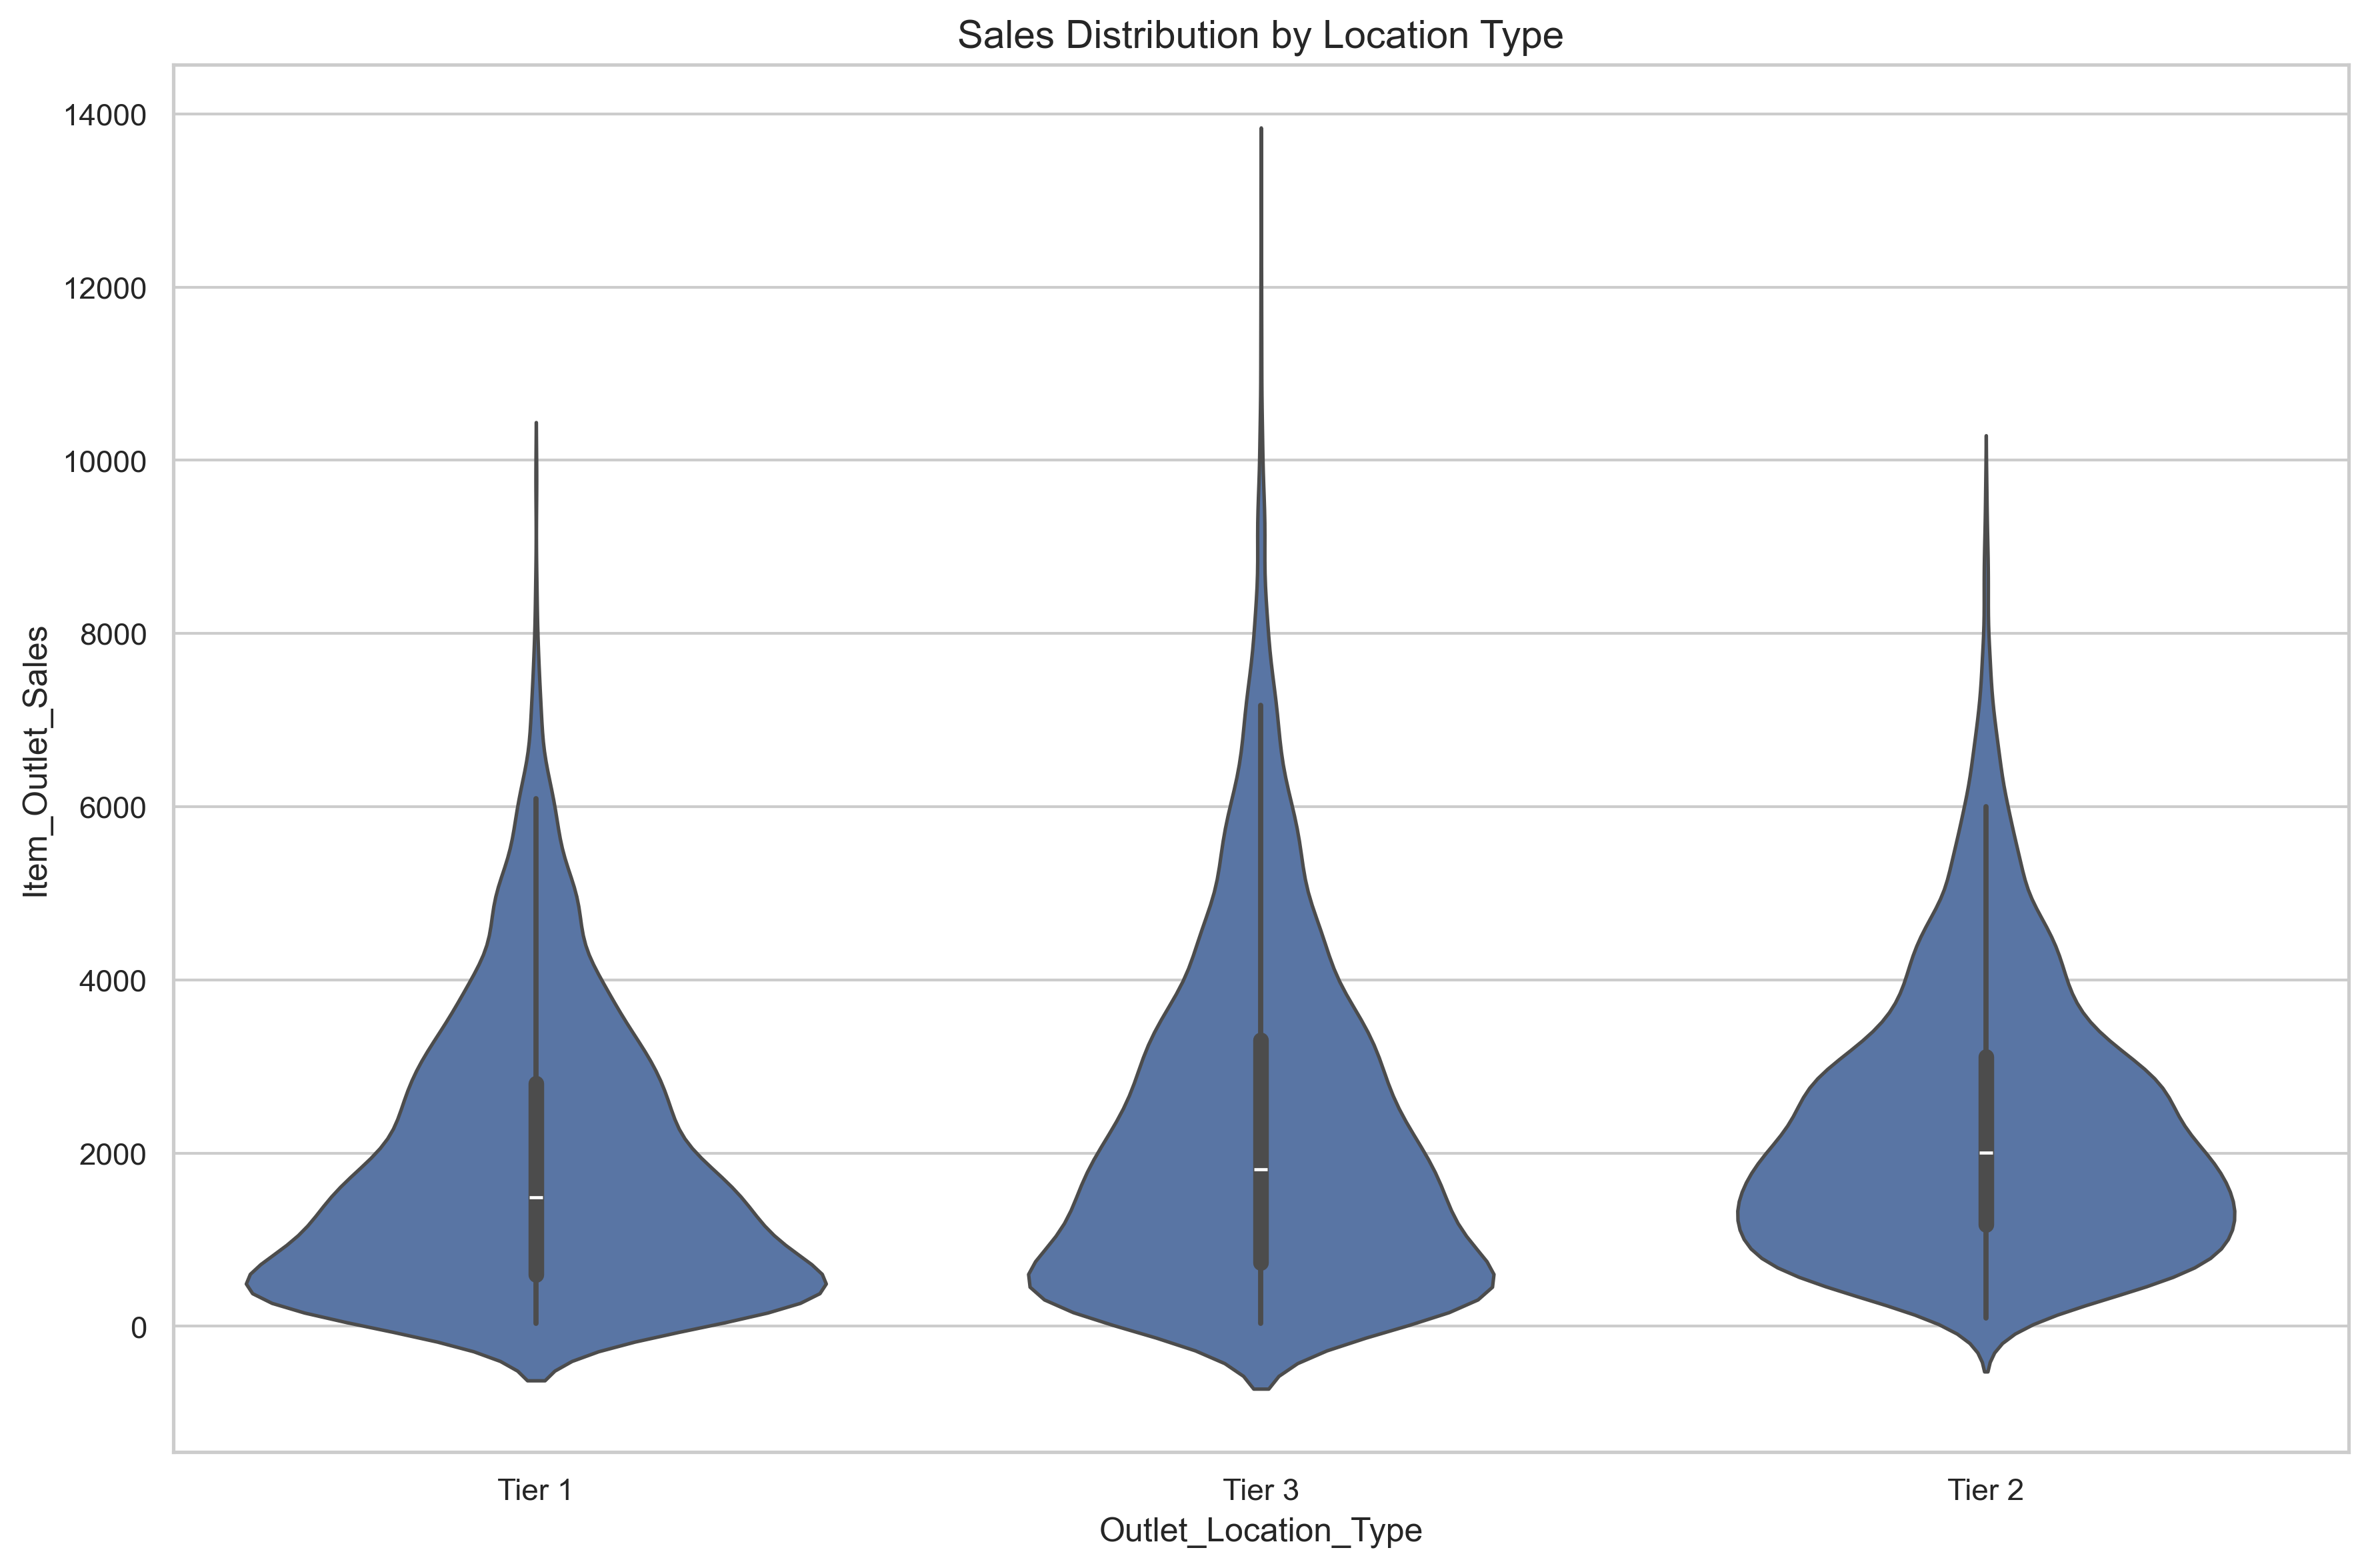 Sales Distribution by Location Type
14000
12000
10000
8000
6000
4000
2000
0
Item_Outlet_Sales
Tier 1
Tier 3
Tier 2
Outlet_Location_Type